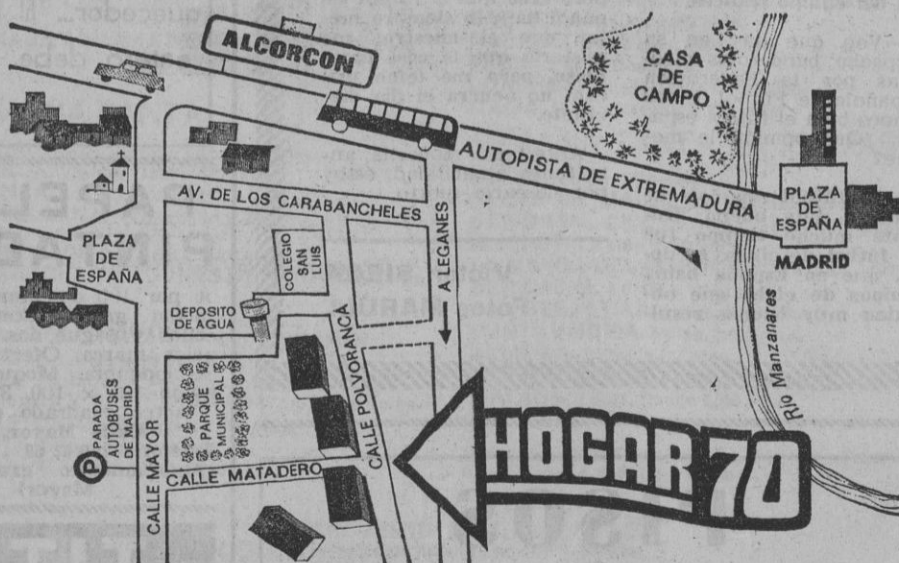 ALCORCON
CASA
DE
CAMPO
AUTOPISTA DE EXTREMADURA
PLAZA
DE
ESPAÑA
MADRID
AV. DE LOS CARABANCHELES
A LEGANES
PLAZA
DE
ESPAÑA
COLEGIO
SAN
LUIS
DEPOSITO
DE AGUA
CALLE POLVORANCA
Río Manzanares
PARQUE
MUNICIPAL
P
PARADA
AUTOBUSES
DE MADRID
CALLE MAYOR
CALLE MATADERO
HOGAR 70